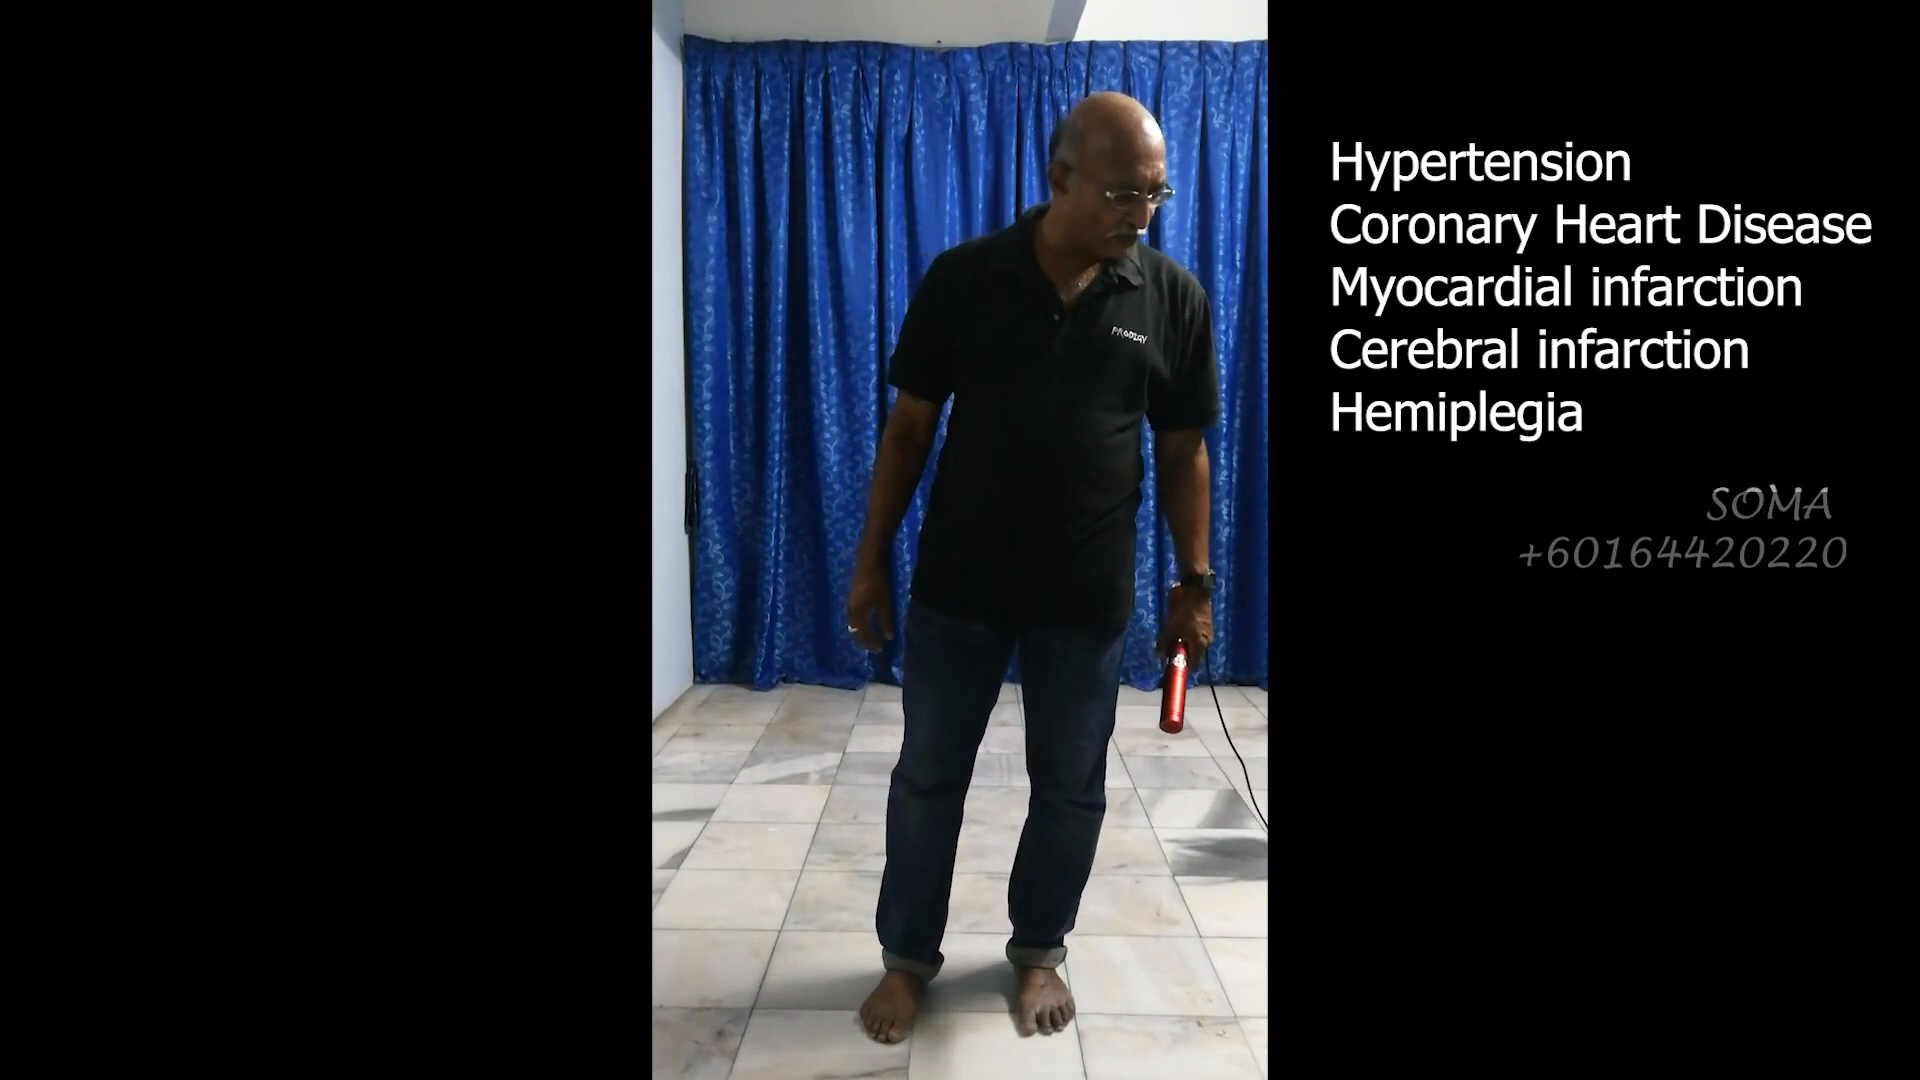 PRODIGY
Hypertension
Coronary Heart Disease
Myocardial infarction
Cerebral infarction
Hemiplegia
SOMA
+60164420220